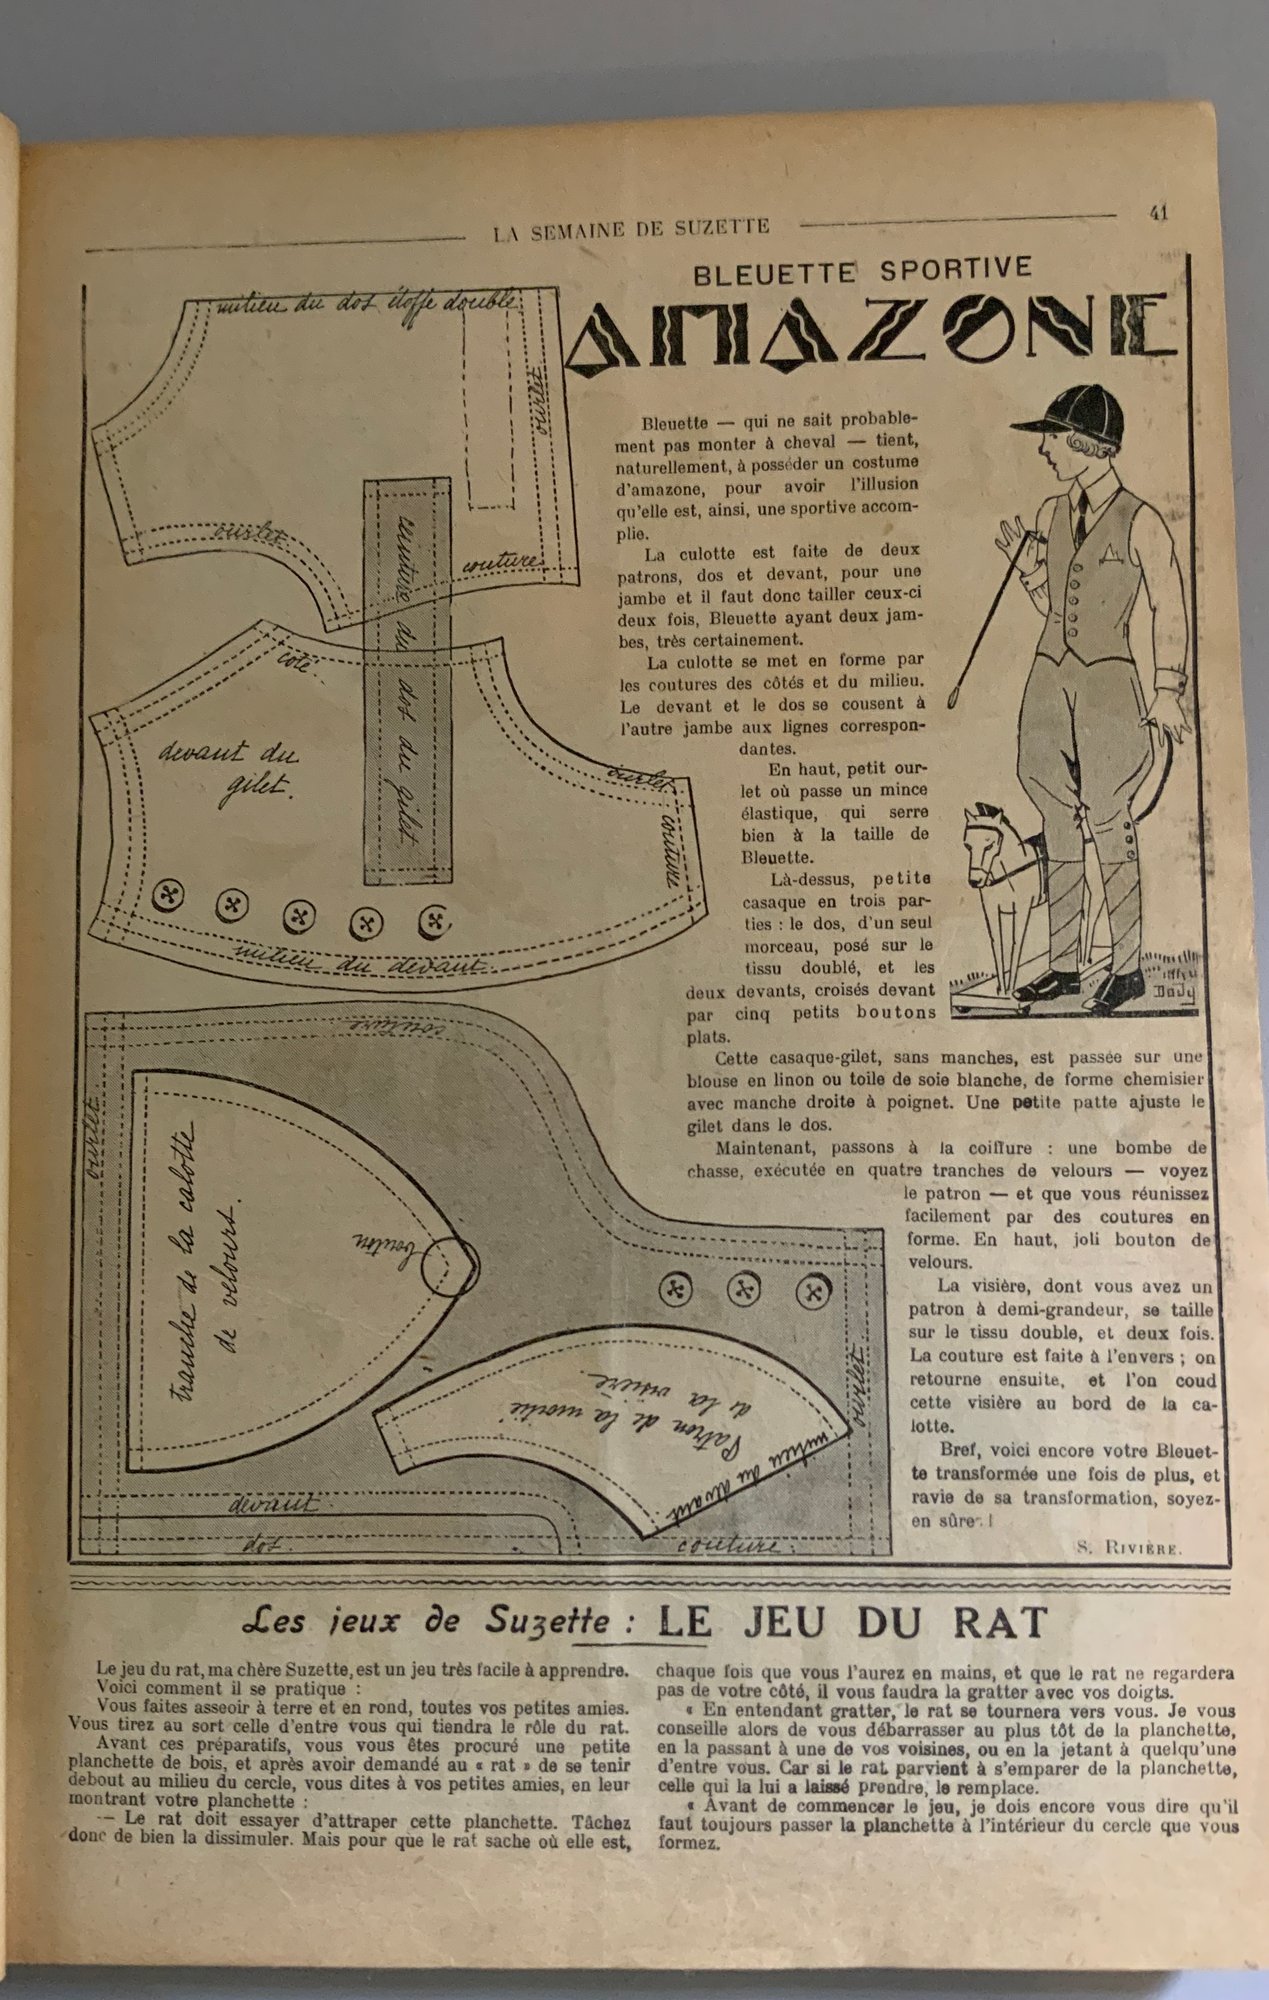 LA SEMAINE DE SUZETTE
41
BLEUETTE SPORTIVE
AMAZONE
milieu du dos étoffe double
ourlet
ourlet
couture
ceinture du dos du gilet
coté
devant du
gilet.
ourlet
couture
milieu du devant
couture
ourlet
tranche de la calotte
de velours.
bouton
Patron de la moitié
de la visière.
milieu du devant
ourlet
devant
dos.
couture.
Bleuette — qui ne sait probable-
ment pas monter à cheval — tient,
naturellement, à posséder un costume
d'amazone, pour avoir l'illusion
qu'elle est, ainsi, une sportive accom-
plie.
La culotte est faite de deux
patrons, dos et devant, pour une
jambe et il faut donc tailler ceux-ci
deux fois, Bleuette ayant deux jam-
bes, très certainement.
La culotte se met en forme par
les coutures des côtés et du milieu.
Le devant et le dos se cousent à
l'autre jambe aux lignes correspon-
dantes.
En haut, petit our-
let où passe un mince
élastique, qui serre
bien à la taille de
Bleuette.
Là-dessus, petite
casaque en trois par-
ties : le dos, d'un seul
morceau, posé sur le
tissu doublé, et les
deux devants, croisés devant
par cinq petits boutons
plats.
Cette casaque-gilet, sans manches, est passée sur une
blouse en linon ou toile de soie blanche, de forme chemisier
avec manche droite à poignet. Une petite patte ajuste le
gilet dans le dos.
Maintenant, passons à la coiffure : une bombe de
chasse, exécutée en quatre tranches de velours — voyez
le patron — et que vous réunissez
facilement par des coutures en
forme. En haut, joli bouton de
velours.
La visière, dont vous avez un
patron à demi-grandeur, se taille
sur le tissu double, et deux fois.
La couture est faite à l'envers ; on
retourne ensuite, et l'on coud
cette visière au bord de la ca-
lotte.
Bref, voici encore votre Bleuet-
te transformée une fois de plus, et
ravie de sa transformation, soyez-
en sûre !
S. RIVIÈRE.
A
Dody
Les jeux de Suzette : LE JEU DU RAT
Le jeu du rat, ma chère Suzette, est un jeu très facile à apprendre.
Voici comment il se pratique :
Vous faites asseoir à terre et en rond, toutes vos petites amies.
Vous tirez au sort celle d'entre vous qui tiendra le rôle du rat.
Avant ces préparatifs, vous vous êtes procuré une petite
planchette de bois, et après avoir demandé au « rat » de se tenir
debout au milieu du cercle, vous dites à vos petites amies, en leur
montrant votre planchette :
— Le rat doit essayer d'attraper cette planchette. Tâchez
donc de bien la dissimuler. Mais pour que le rat sache où elle est,
chaque fois que vous l'aurez en mains, et que le rat ne regardera
pas de votre côté, il vous faudra la gratter avec vos doigts.
« En entendant gratter, le rat se tournera vers vous. Je vous
conseille alors de vous débarrasser au plus tôt de la planchette,
en la passant à une de vos voisines, ou en la jetant à quelqu'une
d'entre vous. Car si le rat parvient à s'emparer de la planchette,
celle qui la lui a laissé prendre, le remplace.
« Avant de commencer le jeu, je dois encore vous dire qu'il
faut toujours passer la planchette à l'intérieur du cercle que vous
formez.